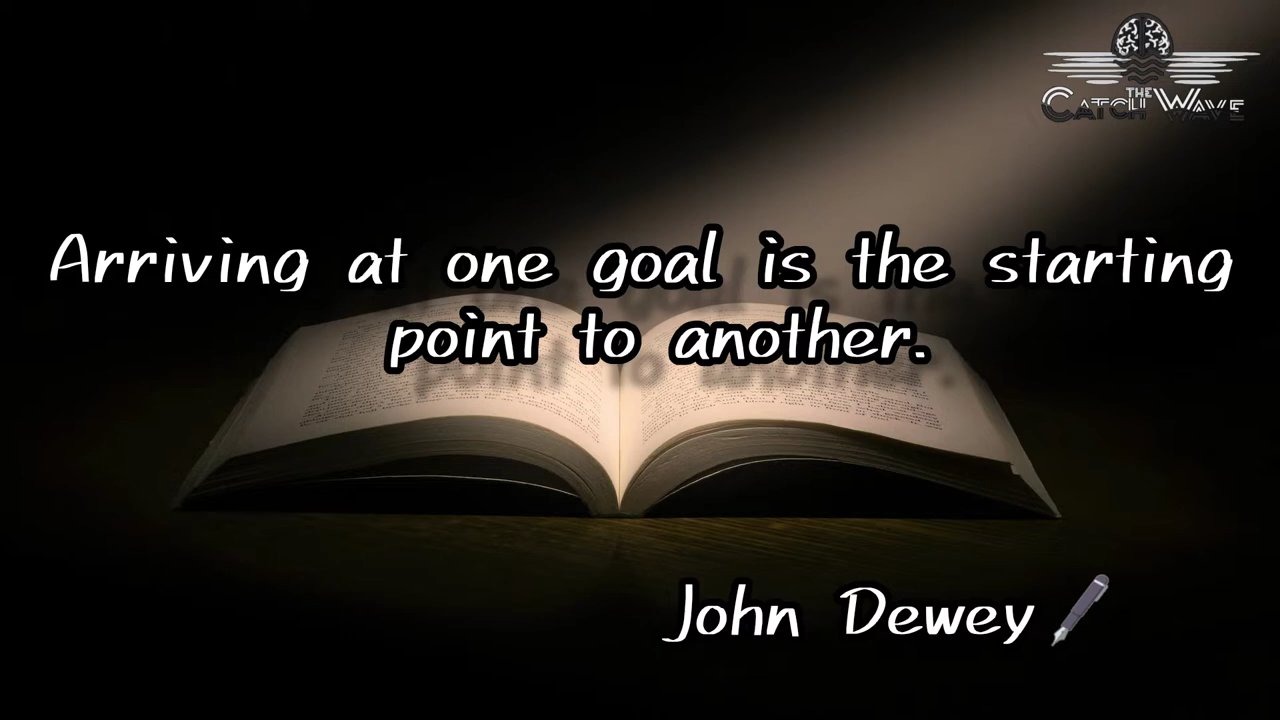 CATCH THE WAVE
Arriving at one goal is the starting
point to another.
John Dewey